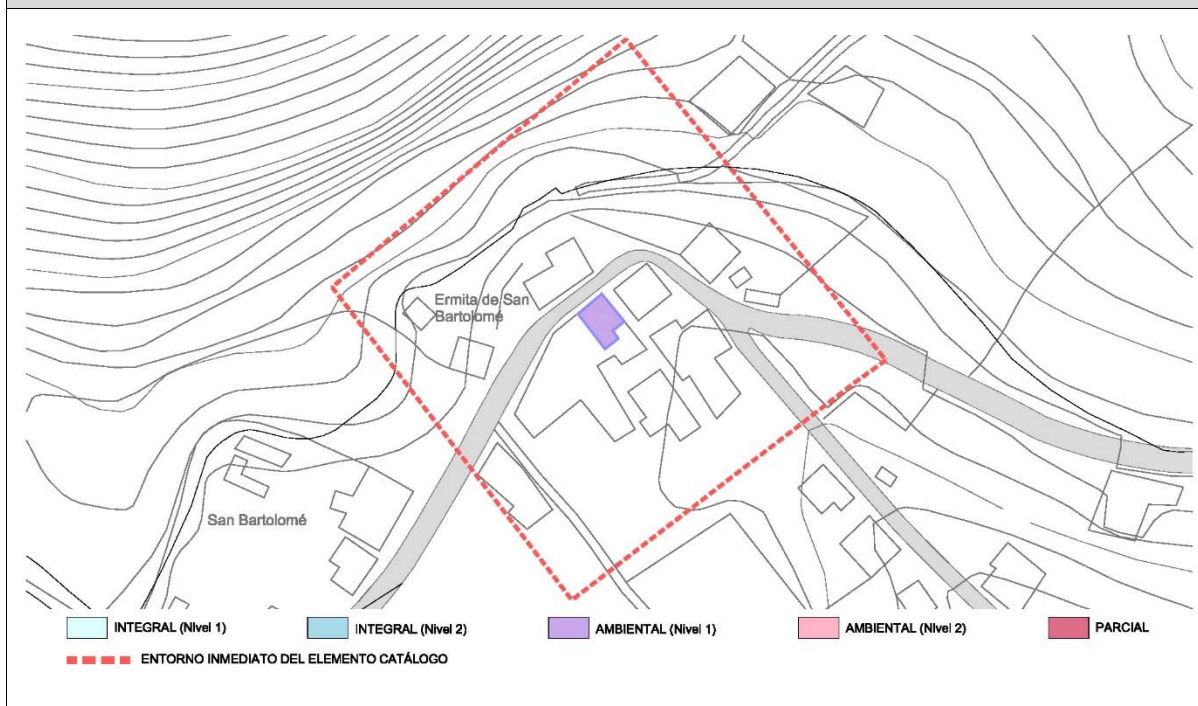 Ermita de San
Bartolomé
San Bartolomé
INTEGRAL (Nivel 1)
INTEGRAL (Nivel 2)
AMBIENTAL (Nivel 1)
AMBIENTAL (Nivel 2)
PARCIAL
ENTORNO INMEDIATO DEL ELEMENTO CATÁLOGO